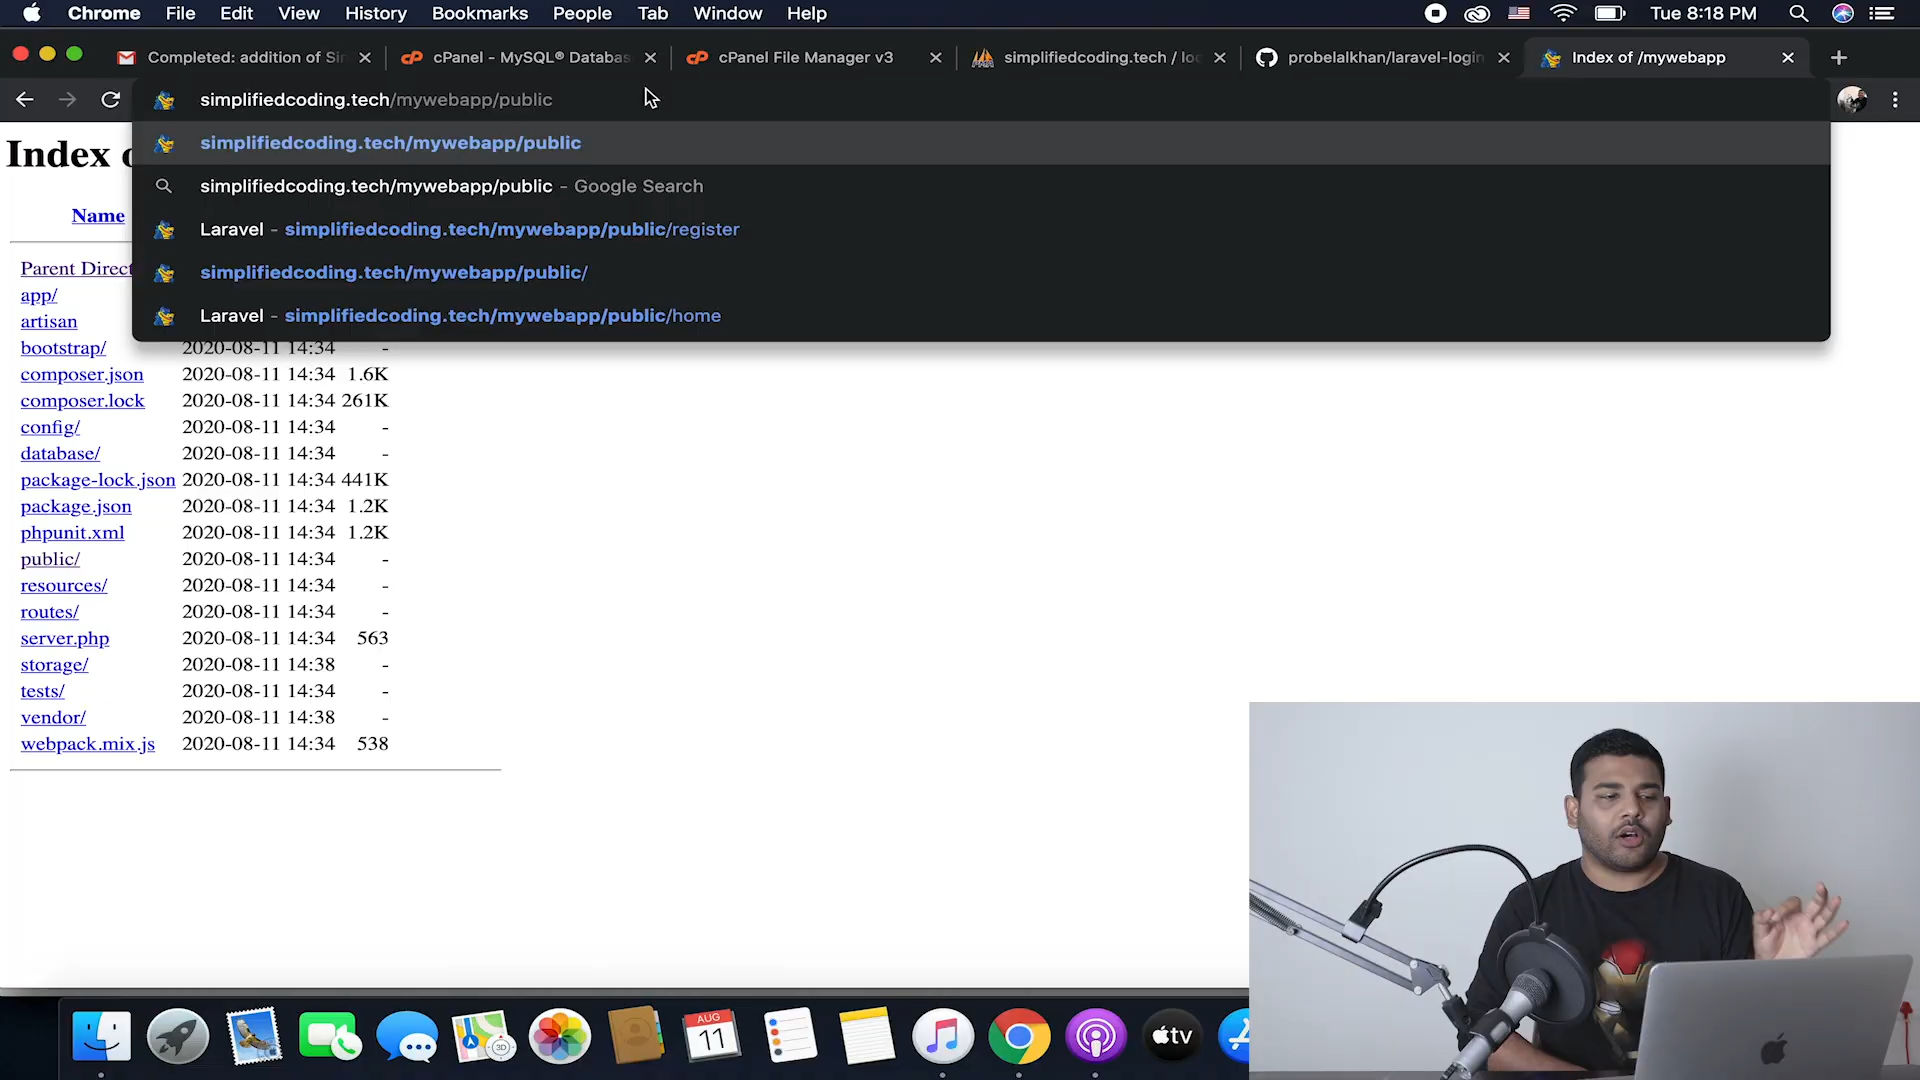 Chrome File Edit View History Bookmarks People Tab Window Help Tue 8:18 PM
Completed: addition of Sin cPanel - MySQL® Databas cPanel File Manager v3 simplifiedcoding.tech / loc probelalkhan/laravel-login Index of /mywebapp
simplifiedcoding.tech/mywebapp/public
simplifiedcoding.tech/mywebapp/public
simplifiedcoding.tech/mywebapp/public - Google Search
Laravel - simplifiedcoding.tech/mywebapp/public/register
simplifiedcoding.tech/mywebapp/public/
Laravel - simplifiedcoding.tech/mywebapp/public/home
Index
Name
Parent Direct
app/
artisan
bootstrap/ 2020-08-11 14:34 -
composer.json 2020-08-11 14:34 1.6K
composer.lock 2020-08-11 14:34 261K
config/ 2020-08-11 14:34 -
database/ 2020-08-11 14:34 -
package-lock.json 2020-08-11 14:34 441K
package.json 2020-08-11 14:34 1.2K
phpunit.xml 2020-08-11 14:34 1.2K
public/ 2020-08-11 14:34 -
resources/ 2020-08-11 14:34 -
routes/ 2020-08-11 14:34 -
server.php 2020-08-11 14:34 563
storage/ 2020-08-11 14:38 -
tests/ 2020-08-11 14:34 -
vendor/ 2020-08-11 14:38 -
webpack.mix.js 2020-08-11 14:34 538
3D
AUG
11
tv